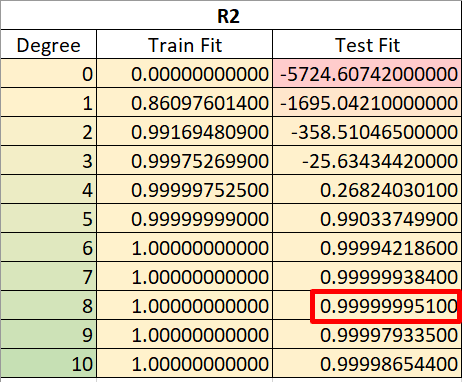 R2
Degree Train Fit Test Fit
0 0.00000000000 -5724.60742000000
1 0.86097601400 -1695.04210000000
2 0.99169480900 -358.51046500000
3 0.99975269900 -25.63434420000
4 0.99999752500 0.26824030100
5 0.99999999000 0.99033749900
6 1.00000000000 0.99994218600
7 1.00000000000 0.99999938400
8 1.00000000000 0.99999995100
9 1.00000000000 0.99997933500
10 1.00000000000 0.99998654400